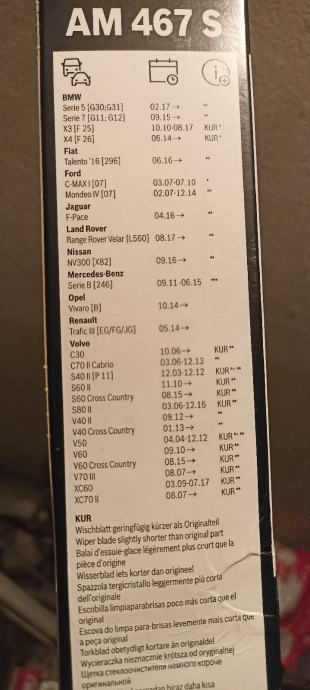 AM 467 S
BMW
Serie 5 [G30;G31] 02.17→ **
Serie 7 [G11; G12] 09.15→ **
X3 [F 25] 10.10-08.17 KUR*
X4 [F 26] 06.14→ KUR*
Fiat
Talento '16 [296] 06.16→ **
Ford
C-MAX I [07] 03.07-07.10 *
Mondeo IV [07] 02.07-12.14 **
Jaguar
F-Pace 04.16→ **
Land Rover
Range Rover Velar [L560] 08.17→ **
Nissan
NV300 [X82] 09.16→ **
Mercedes-Benz
Serie B [246] 09.11-06.15 ***
Opel
Vivaro [B] 10.14→
Renault
Trafic III [EG/FG/JG] 05.14→
Volvo
C30 10.06→ KUR**
C70 II Cabrio 03.06-12.13 **
S40 II [P 11] 12.03-12.12 KUR*,**
S60 II 11.10→ KUR**
S60 Cross Country 08.15→ KUR**
S80 II 03.06-12.16 KUR**
V40 II 09.12→ **
V40 Cross Country 01.13→ **
V50 04.04-12.12 KUR*,**
V60 09.10→ KUR**
V60 Cross Country 08.15→ KUR**
V70 III 08.07→ KUR**
XC60 03.09-07.17 KUR**
XC70 II 08.07→ KUR**
KUR
Wischblatt geringfügig kürzer als Originalteil
Wiper blade slightly shorter than original part
Balai d'essuie-glace légèrement plus court que la
pièce d'origine
Wisserblad iets korter dan origineel
Spazzola tergicristallo leggermente più corta
dell'originale
Escobilla limpiaparabrisas poco más corta que el
original
Escova do limpa para-brisas levemente mais curta que
a peça original
Torkblad obetydligt kortare än originaldel
Wycieraczka nieznacznie krótsza od oryginalnej
Щетка стеклоочистителя немного короче
оригинальной
biraz daha kısa